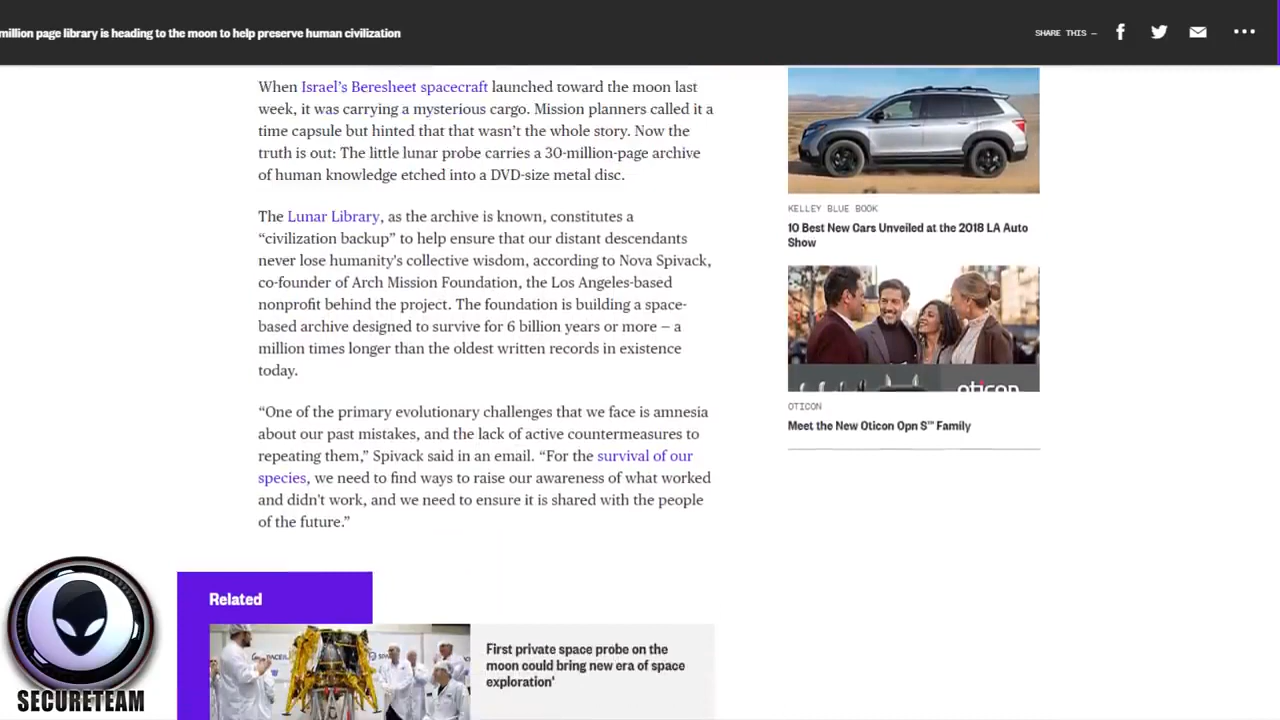 million page library is heading to the moon to help preserve human civilization
SHARE THIS —
When Israel's Beresheet spacecraft launched toward the moon last
week, it was carrying a mysterious cargo. Mission planners called it a
time capsule but hinted that that wasn't the whole story. Now the
truth is out: The little lunar probe carries a 30-million-page archive
of human knowledge etched into a DVD-size metal disc.
The Lunar Library, as the archive is known, constitutes a
“civilization backup” to help ensure that our distant descendants
never lose humanity's collective wisdom, according to Nova Spivack,
co-founder of Arch Mission Foundation, the Los Angeles-based
nonprofit behind the project. The foundation is building a space-
based archive designed to survive for 6 billion years or more — a
million times longer than the oldest written records in existence
today.
“One of the primary evolutionary challenges that we face is amnesia
about our past mistakes, and the lack of active countermeasures to
repeating them,” Spivack said in an email. “For the survival of our
species, we need to find ways to raise our awareness of what worked
and didn't work, and we need to ensure it is shared with the people
of the future.”
KELLEY BLUE BOOK
10 Best New Cars Unveiled at the 2018 LA Auto
Show
oticon
OTICON
Meet the New Oticon Opn S™ Family
Related
First private space probe on the
moon could bring new era of space
exploration'
SECURETEAM